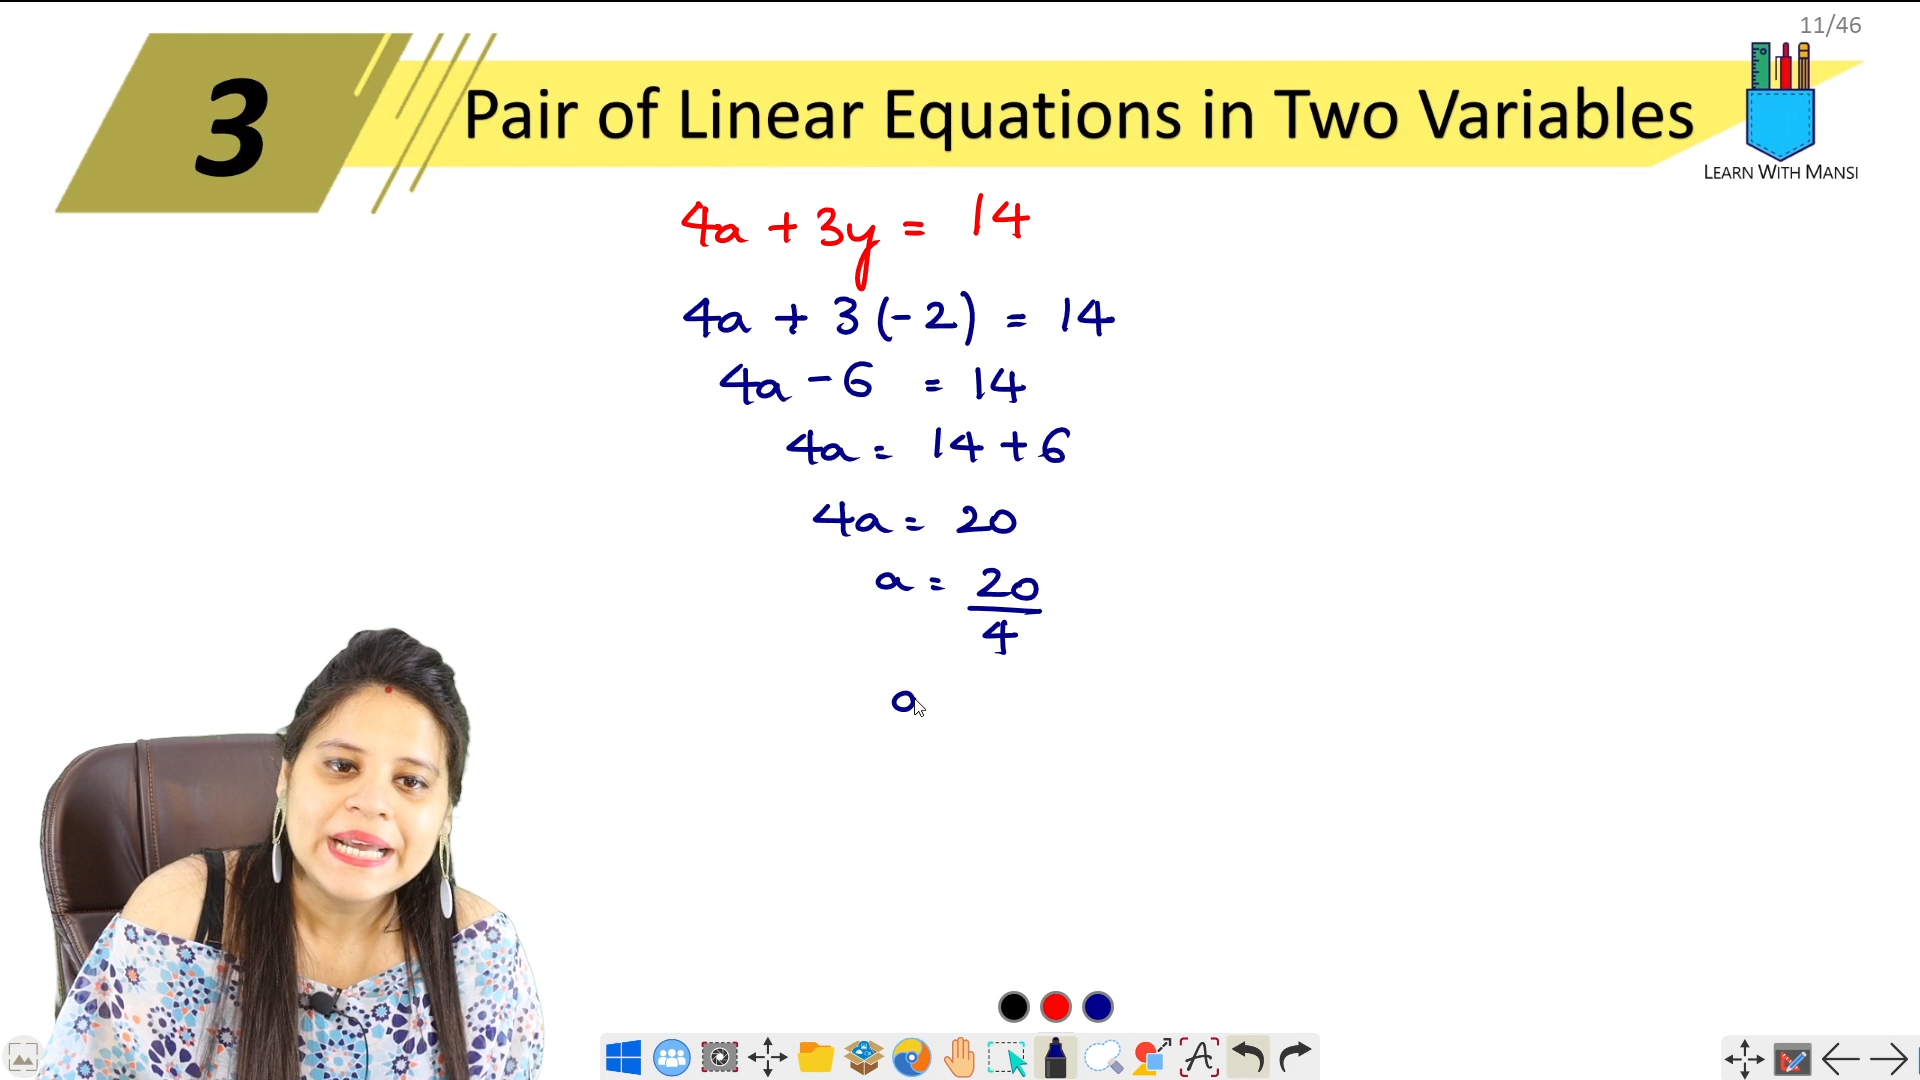 11/46
3 Pair of Linear Equations in Two Variables
LEARN WITH MANSI
4a + 3y = 14
4a + 3(-2) = 14
4a - 6 = 14
4a = 14 + 6
4a = 20
a = 20/4
a